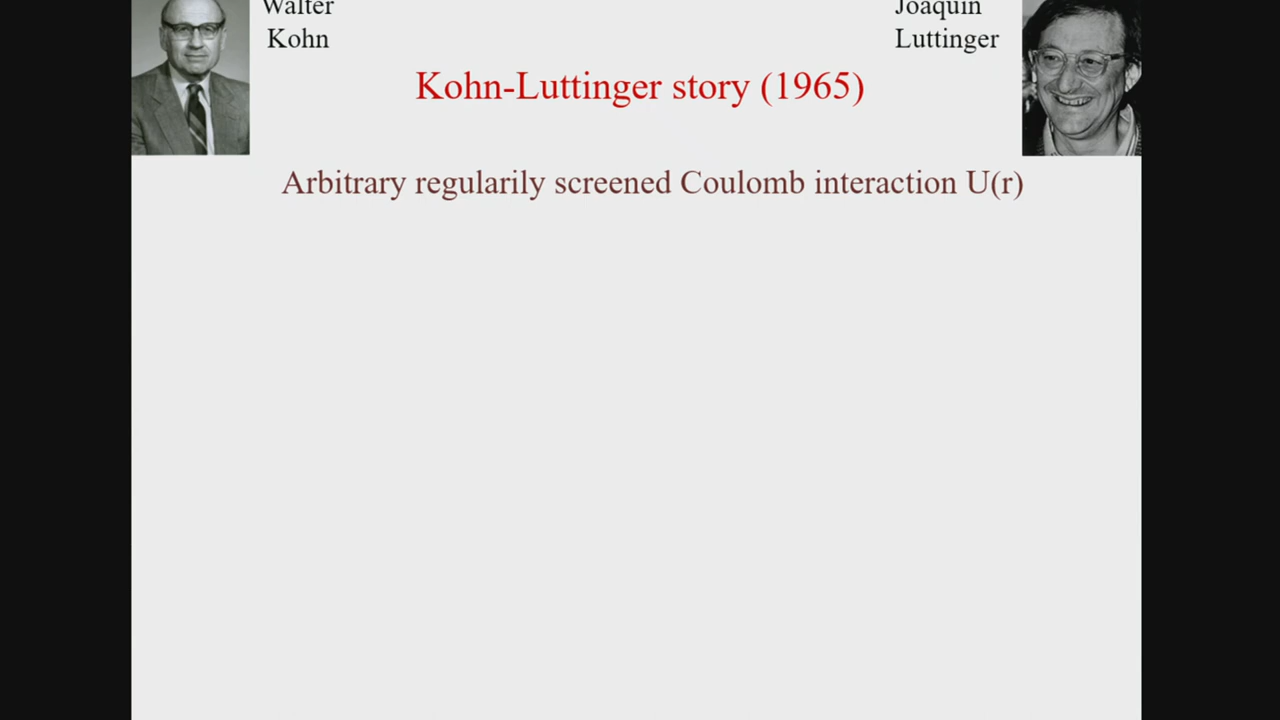 Walter
Kohn
Joaquin
Luttinger
Kohn-Luttinger story (1965)
Arbitrary regularily screened Coulomb interaction U(r)